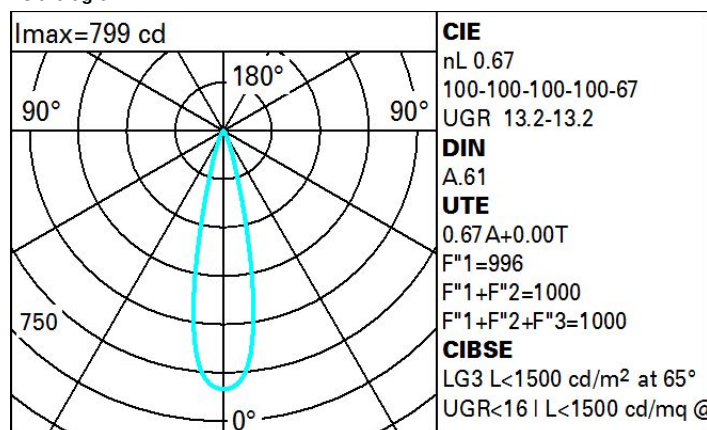 Imax=799 cd
180°
90°
90°
750
0°
CIE
nL 0.67
100-100-100-100-67
UGR 13.2-13.2
DIN
A.61
UTE
0.67A+0.00T
F"1=996
F"1+F"2=1000
F"1+F"2+F"3=1000
CIBSE
LG3 L<1500 cd/m² at 65°
UGR<16 | L<1500 cd/mq @